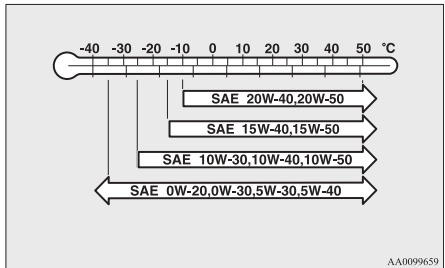 -40 -30 -20 -10 0 10 20 30 40 50 °C
SAE 20W-40,20W-50
SAE 15W-40,15W-50
SAE 10W-30,10W-40,10W-50
SAE 0W-20,0W-30,5W-30,5W-40
AA0099659